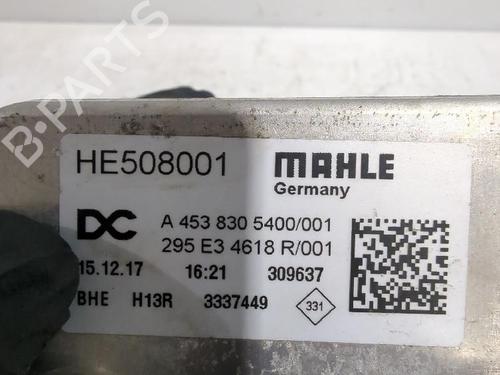 HE508001 MAHLE
Germany
DC A 453 830 5400/001
295 E3 4618 R/001
15.12.17 16:21 309637
BHE H13R 3337449 331
B-PARTS